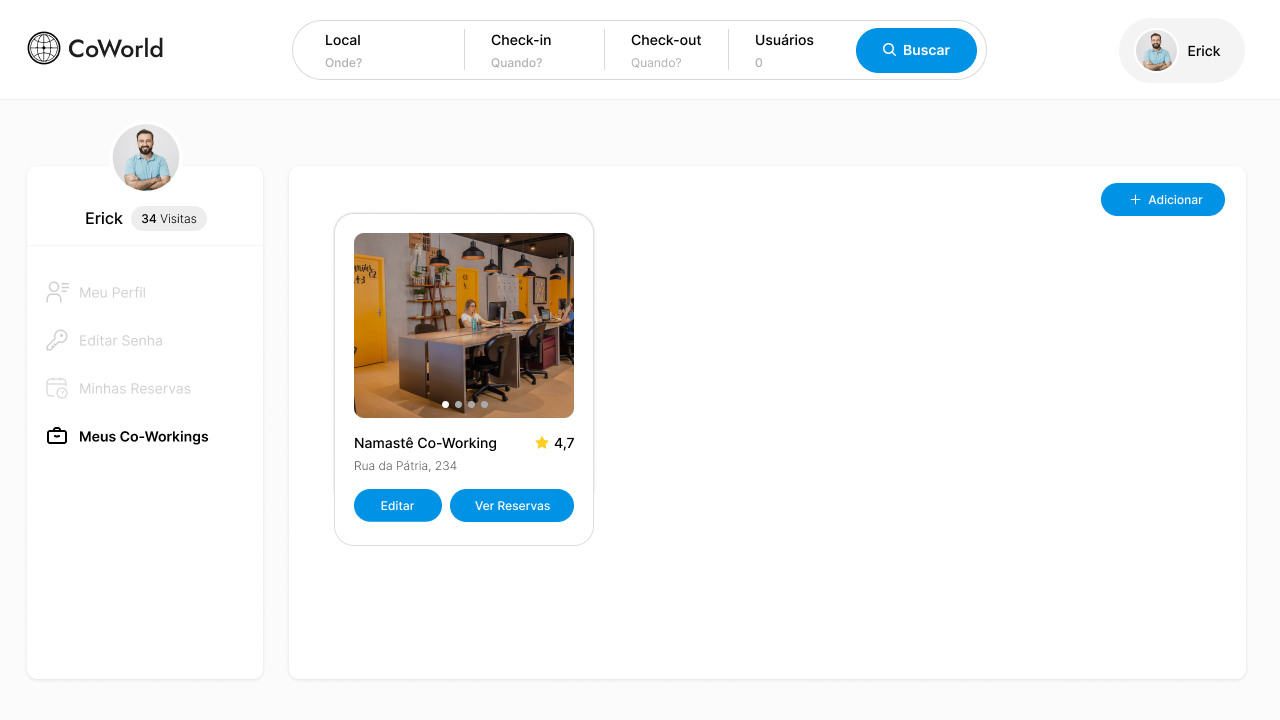 CoWorld
Local
Onde?
Check-in
Quando?
Check-out
Quando?
Usuários
0
Buscar
Erick
Erick
34 Visitas
Meu Perfil
Editar Senha
Minhas Reservas
Meus Co-Workings
Adicionar
Namastê Co-Working
4,7
Rua da Pátria, 234
Editar
Ver Reservas